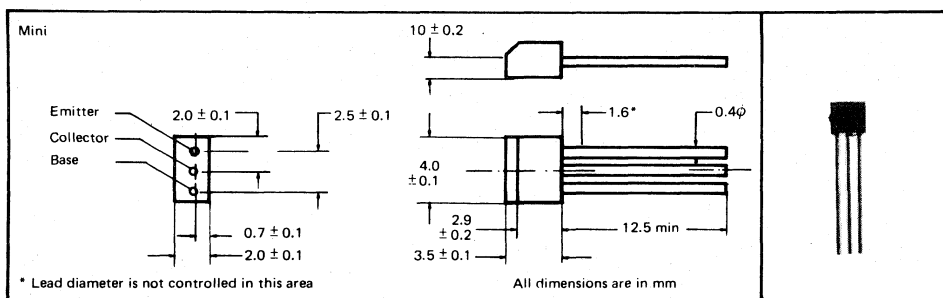 Mini
10 ± 0.2
Emitter
2.0 ± 0.1
2.5 ± 0.1
1.6*
0.4ϕ
Collector
Base
4.0
± 0.1
2.9
± 0.2
12.5 min
0.7 ± 0.1
2.0 ± 0.1
3.5 ± 0.1
* Lead diameter is not controlled in this area
All dimensions are in mm